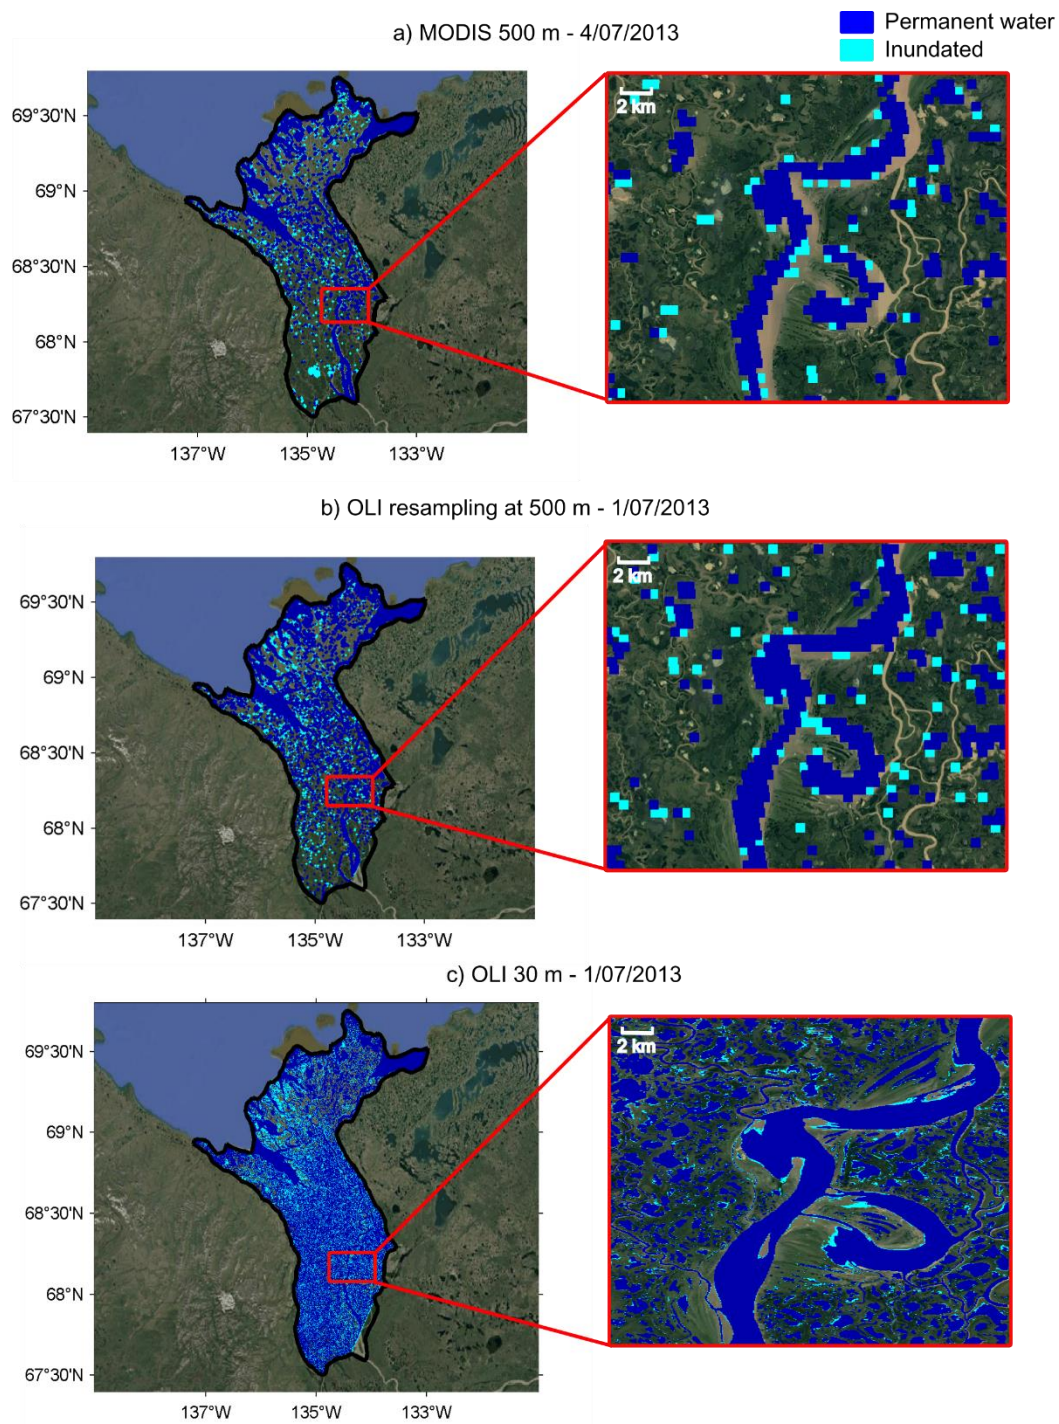 Permanent water
Inundated
a) MODIS 500 m - 4/07/2013
69°30'N
69°N
68°30'N
68°N
67°30'N
137°W 135°W 133°W
2 km
b) OLI resampling at 500 m - 1/07/2013
69°30'N
69°N
68°30'N
68°N
67°30'N
137°W 135°W 133°W
2 km
c) OLI 30 m - 1/07/2013
69°30'N
69°N
68°30'N
68°N
67°30'N
137°W 135°W 133°W
2 km